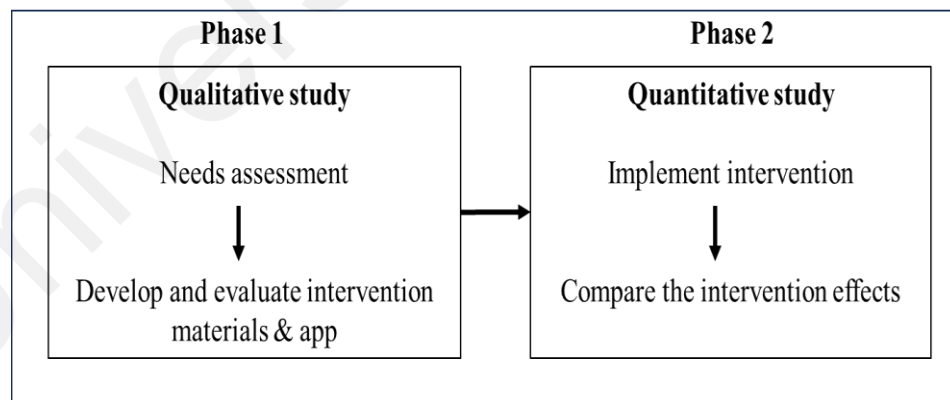 Phase 1
Qualitative study
Needs assessment
Develop and evaluate intervention
materials & app
Phase 2
Quantitative study
Implement intervention
Compare the intervention effects